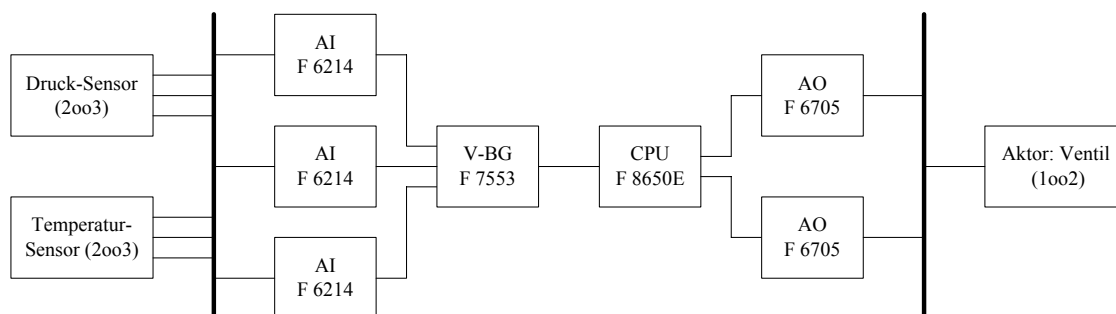 Druck-Sensor
(2oo3)
Temperatur-
Sensor (2oo3)
AI
F 6214
AI
F 6214
AI
F 6214
V-BG
F 7553
CPU
F 8650E
AO
F 6705
AO
F 6705
Aktor: Ventil
(1oo2)